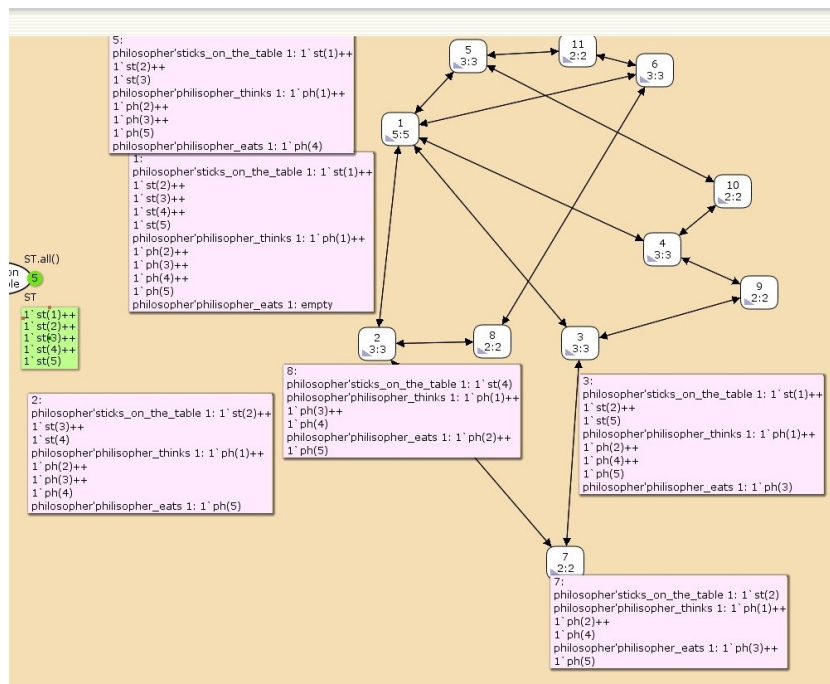 5:
philosopher'sticks_on_the_table 1: 1`st(1)++
1`st(2)++
1`st(3)
philosopher'philisopher_thinks 1: 1`ph(1)++
1`ph(2)++
1`ph(3)++
1`ph(5)
philosopher'philisopher_eats 1: 1`ph(4)
5
3:3
11
2:2
6
3:3
1
5:5
1:
philosopher'sticks_on_the_table 1: 1`st(1)++
1`st(2)++
1`st(3)++
1`st(4)++
1`st(5)
philosopher'philisopher_thinks 1: 1`ph(1)++
1`ph(2)++
1`ph(3)++
1`ph(4)++
1`ph(5)
philosopher'philisopher_eats 1: empty
10
2:2
4
3:3
9
2:2
ST.all()
on
ble
5
ST
1`st(1)++
1`st(2)++
1`st(3)++
1`st(4)++
1`st(5)
2
3:3
8
2:2
3
3:3
8:
philosopher'sticks_on_the_table 1: 1`st(4)
philosopher'philisopher_thinks 1: 1`ph(1)++
1`ph(3)++
1`ph(4)
philosopher'philisopher_eats 1: 1`ph(2)++
1`ph(5)
3:
philosopher'sticks_on_the_table 1: 1`st(1)++
1`st(2)++
1`st(5)
philosopher'philisopher_thinks 1: 1`ph(1)++
1`ph(2)++
1`ph(4)++
1`ph(5)
philosopher'philisopher_eats 1: 1`ph(3)
2:
philosopher'sticks_on_the_table 1: 1`st(2)++
1`st(3)++
1`st(4)
philosopher'philisopher_thinks 1: 1`ph(1)++
1`ph(2)++
1`ph(3)++
1`ph(4)
philosopher'philisopher_eats 1: 1`ph(5)
7
2:2
7:
philosopher'sticks_on_the_table 1: 1`st(2)
philosopher'philisopher_thinks 1: 1`ph(1)++
1`ph(2)++
1`ph(4)
philosopher'philisopher_eats 1: 1`ph(3)++
1`ph(5)